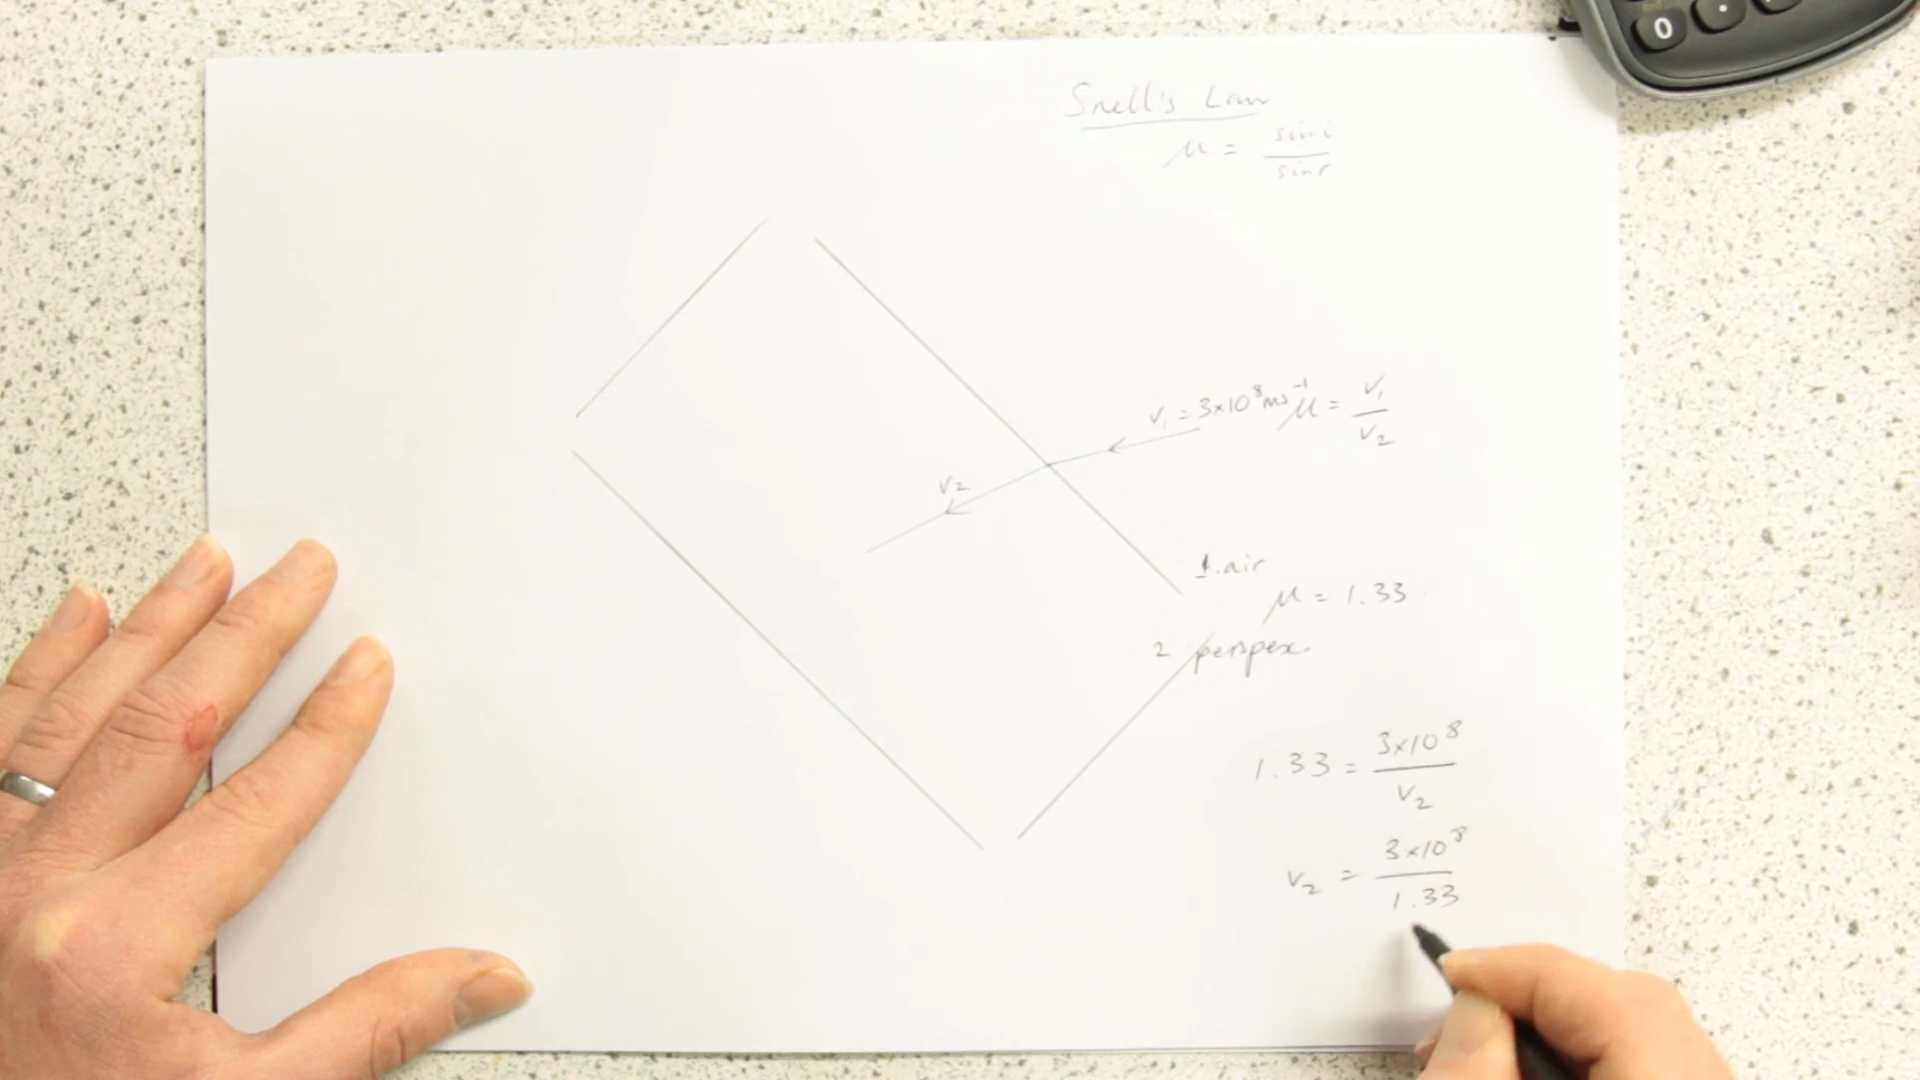 0
Snell's Law
μ = sin i / sin r
v₁ = 3×10⁸ ms⁻¹ μ = v₁ / v₂
v₂
1. air
μ = 1.33
2 perspex
1.33 = 3×10⁸ / v₂
v₂ = 3×10⁸ / 1.33